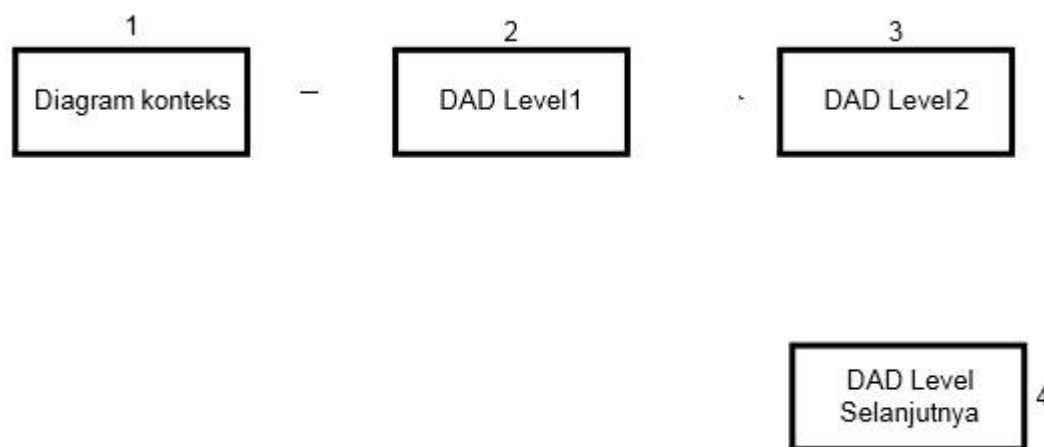 1
2
3
Diagram konteks
DAD Level1
DAD Level2
DAD Level
Selanjutnya
4